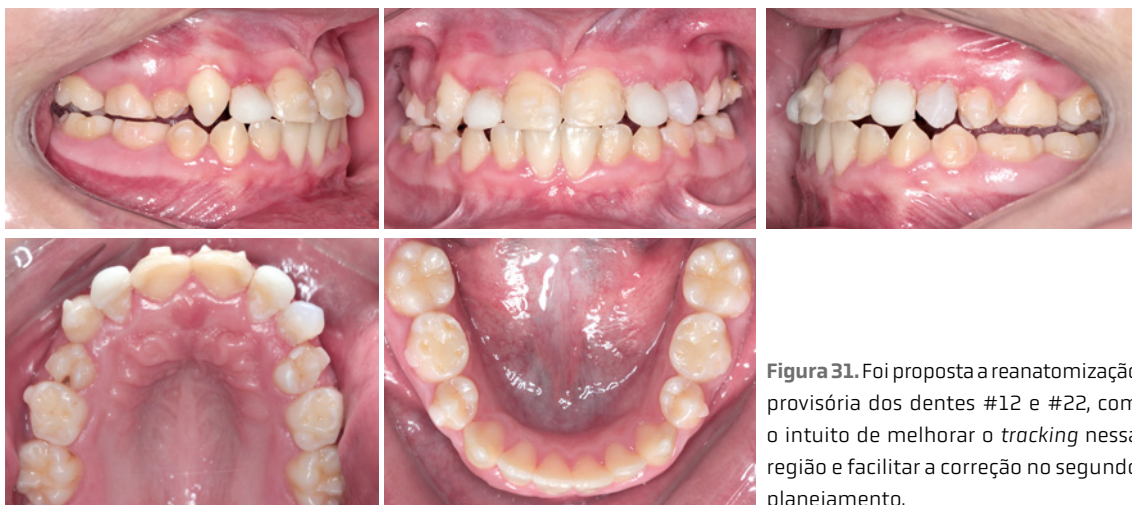 Figura 31. Foi proposta a reanatomização
provisória dos dentes #12 e #22, com
o intuito de melhorar o tracking nessa
região e facilitar a correção no segundo
planejamento.